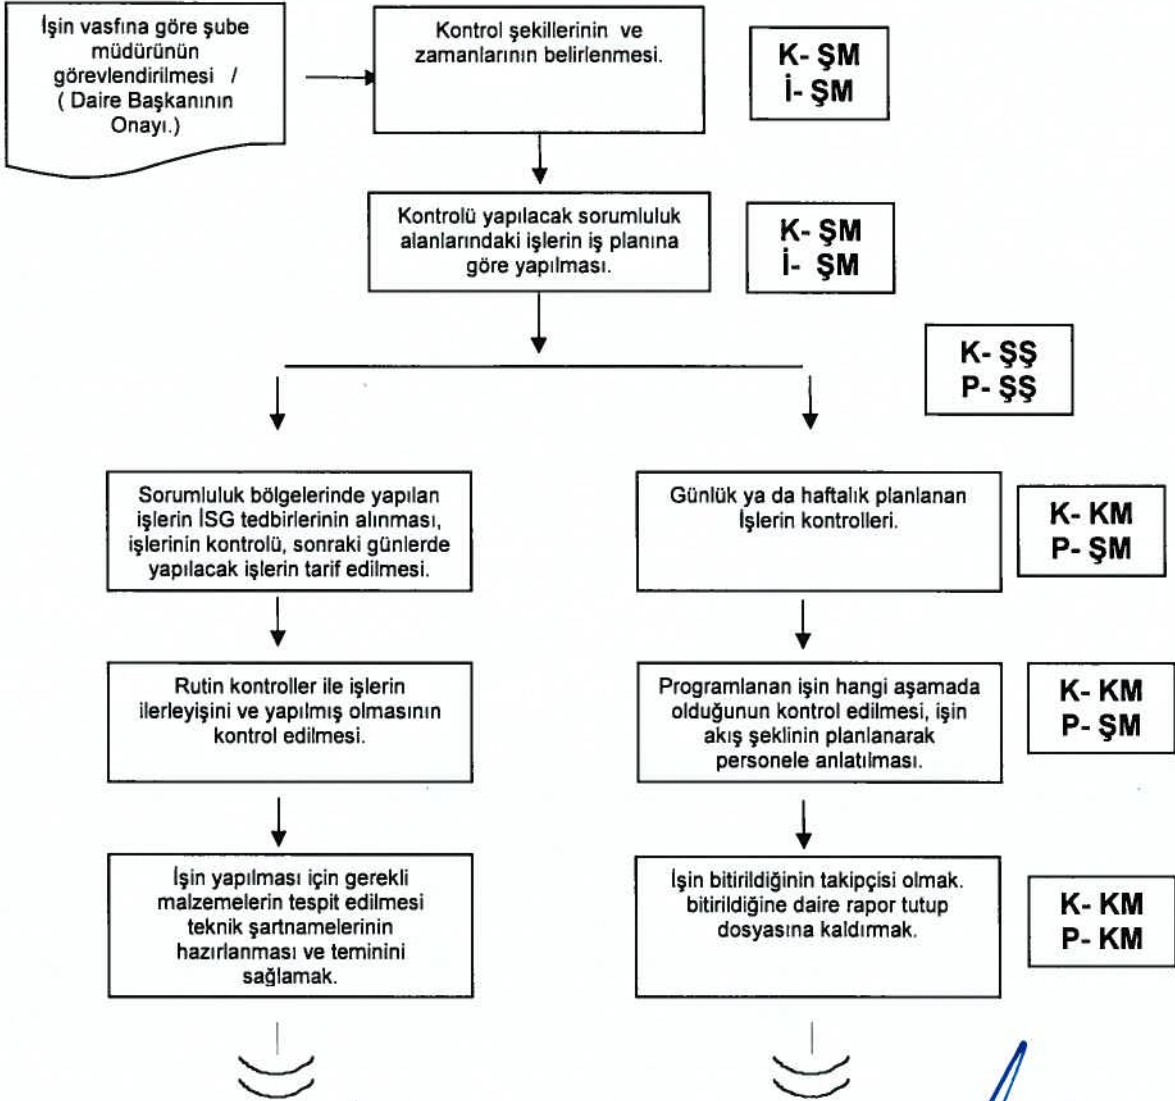 İşin vasfına göre şube
müdürünün
görevlendirilmesi /
( Daire Başkanının
Onayı.)
Kontrol şekillerinin ve
zamanlarının belirlenmesi.
K- ŞM
İ- ŞM
Kontrolü yapılacak sorumluluk
alanlarındaki işlerin iş planına
göre yapılması.
K- ŞM
İ- ŞM
K- ŞŞ
P- ŞŞ
Sorumluluk bölgelerinde yapılan
işlerin İSG tedbirlerinin alınması,
işlerinin kontrolü, sonraki günlerde
yapılacak işlerin tarif edilmesi.
Günlük ya da haftalık planlanan
İşlerin kontrolleri.
K- KM
P- ŞM
Rutin kontroller ile işlerin
ilerleyişini ve yapılmış olmasının
kontrol edilmesi.
Programlanan işin hangi aşamada
olduğunun kontrol edilmesi, işin
akış şeklinin planlanarak
personele anlatılması.
K- KM
P- ŞM
İşin yapılması için gerekli
malzemelerin tespit edilmesi
teknik şartnamelerinin
hazırlanması ve teminini
sağlamak.
İşin bitirildiğinin takipçisi olmak.
bitirildiğine daire rapor tutup
dosyasına kaldırmak.
K- KM
P- KM